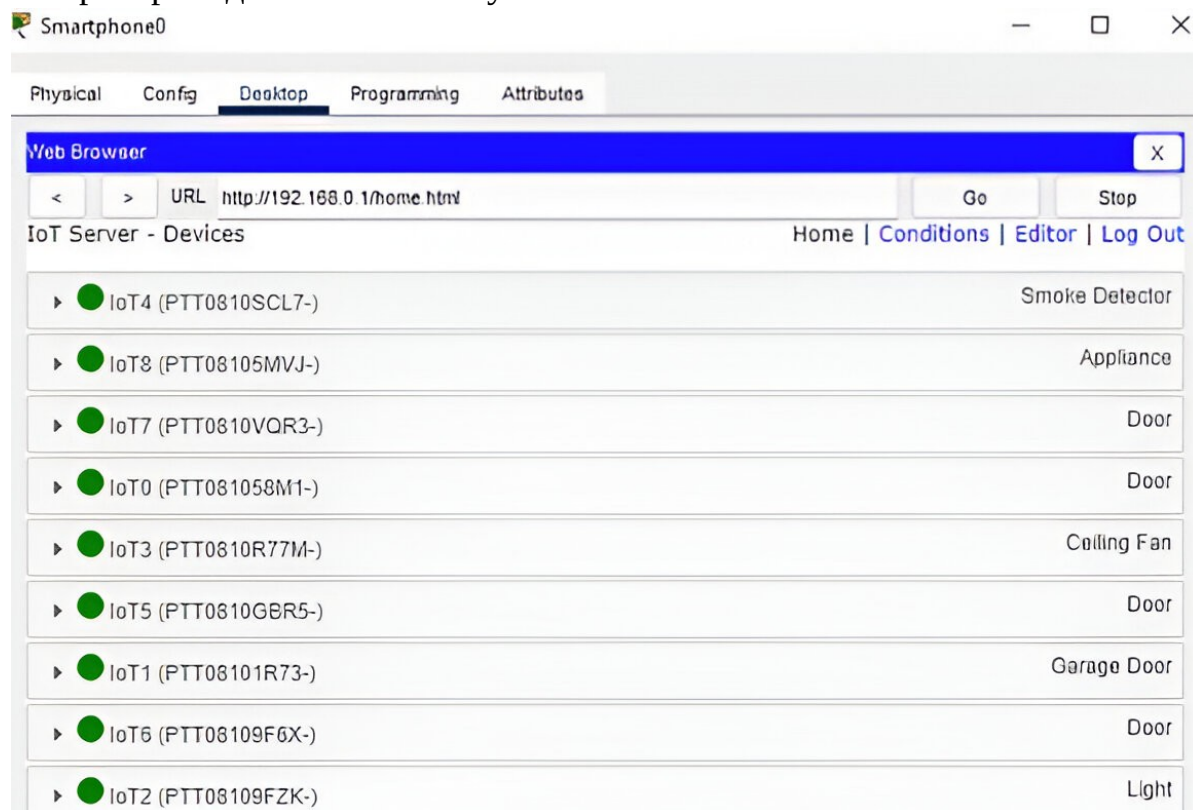 Smartphone0
Physical Config Desktop Programming Attributes
Web Browser X
< > URL http://192.168.0.1/home.html Go Stop
IoT Server - Devices Home | Conditions | Editor | Log Out
IoT4 (PTT0810SCL7-) Smoke Detector
IoT8 (PTT08105MVJ-) Appliance
IoT7 (PTT0810VQR3-) Door
IoT0 (PTT081058M1-) Door
IoT3 (PTT0810R77M-) Ceiling Fan
IoT5 (PTT0810GBR5-) Door
IoT1 (PTT08101R73-) Garage Door
IoT6 (PTT08109F6X-) Door
IoT2 (PTT08109FZK-) Light